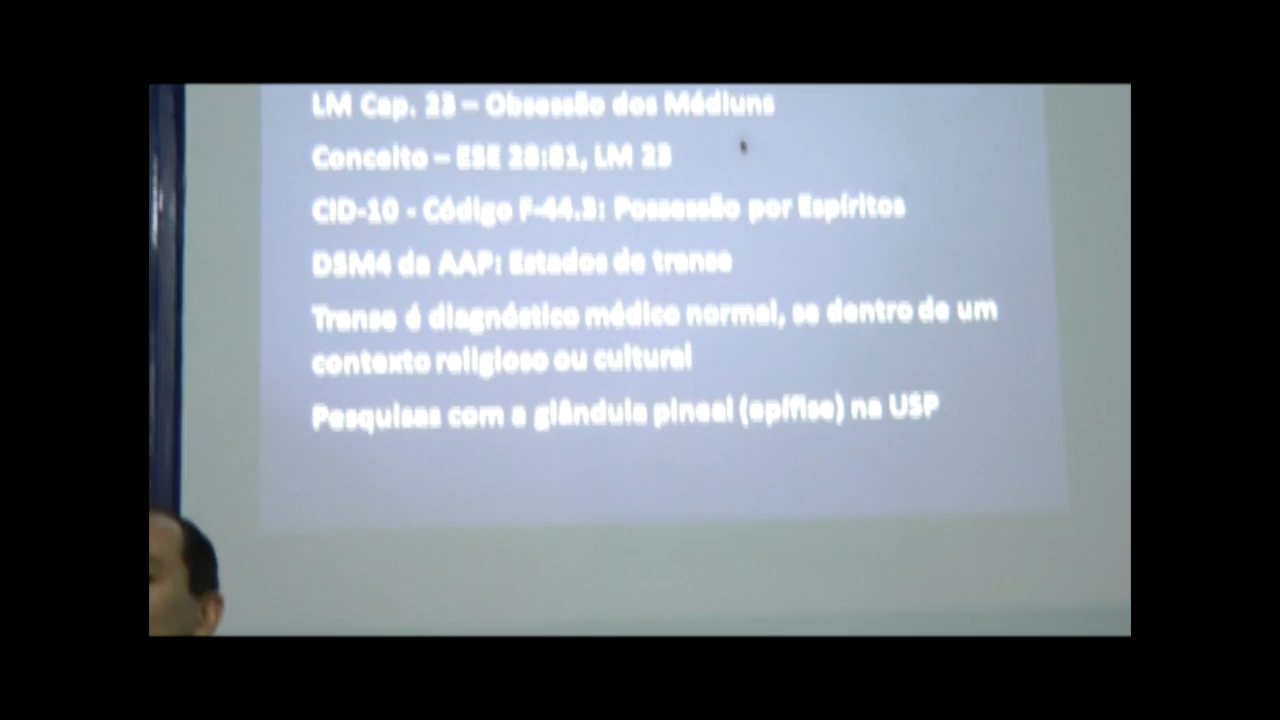 LM Cap. 23 – Obsessão dos Médiuns
Conceito – ESE 28:81, LM 23
CID-10 - Código F-44.3: Possessão por Espíritos
DSM4 da AAP: Estados de transe
Transe é diagnóstico médico normal, se dentro de um
contexto religioso ou cultural
Pesquisas com a glândula pineal (epífise) na USP